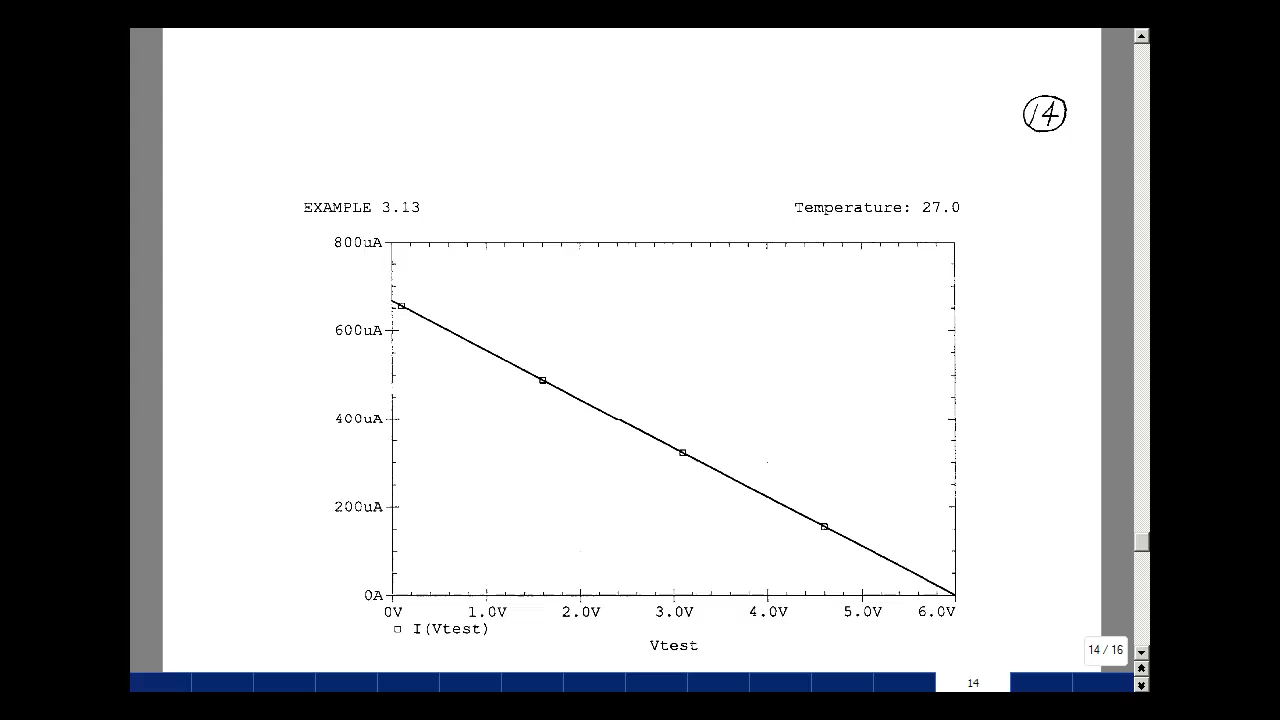 14
EXAMPLE 3.13 Temperature: 27.0
800uA
600uA
400uA
200uA
0A
0V 1.0V 2.0V 3.0V 4.0V 5.0V 6.0V
I(Vtest)
Vtest
14 / 16
14